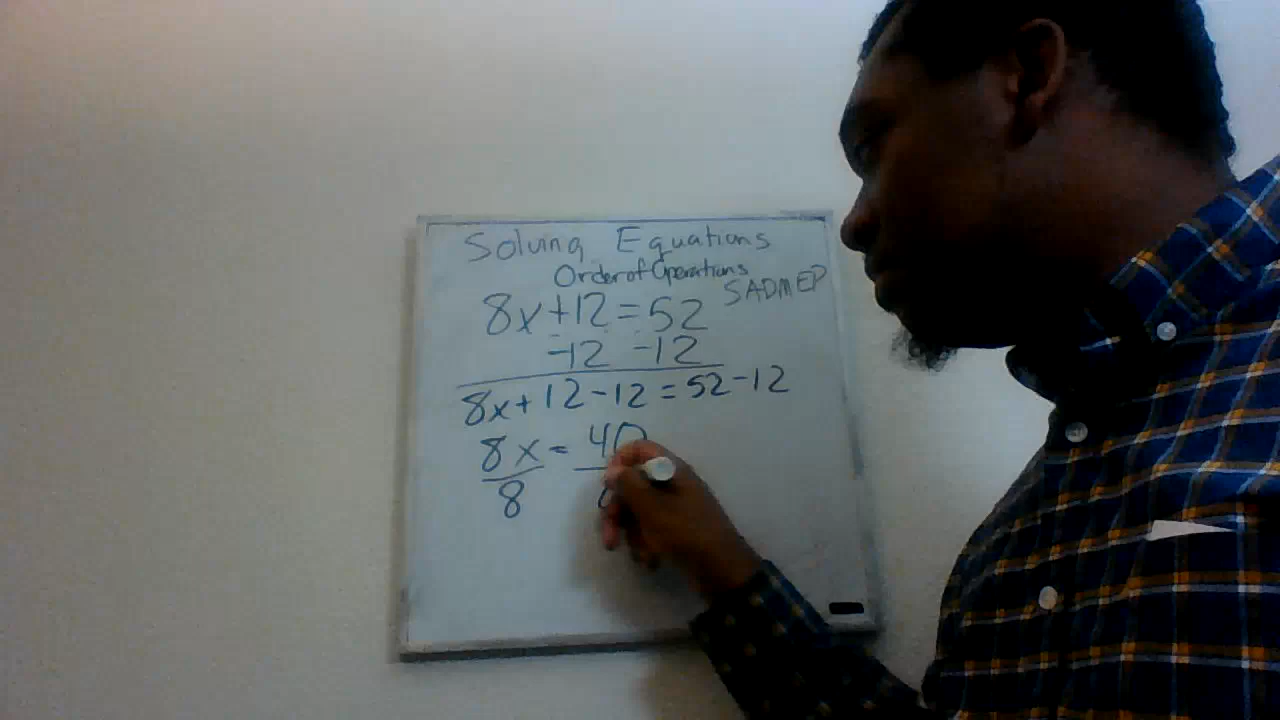 Solving Equations
Order of Operations
SADMEP
8x+12=52
-12 -12
8x+12-12=52-12
8x = 40
8 8